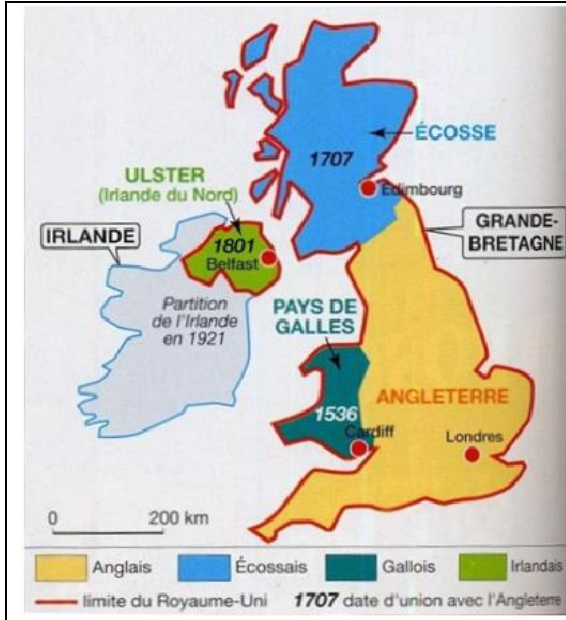 ÉCOSSE
1707
Édimbourg
ULSTER
(Irlande du Nord)
GRANDE-
BRETAGNE
IRLANDE
1801
Belfast
Partition
de l'Irlande
en 1921
PAYS DE
GALLES
ANGLETERRE
1536
Cardiff
Londres
0 200 km
Anglais Écossais Gallois Irlandais
limite du Royaume-Uni 1707 date d'union avec l'Angleterre